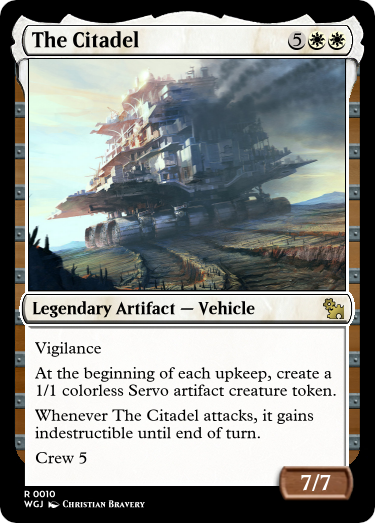 The Citadel 5
Legendary Artifact — Vehicle
Vigilance
At the beginning of each upkeep, create a
1/1 colorless Servo artifact creature token.
Whenever The Citadel attacks, it gains
indestructible until end of turn.
Crew 5
7/7
R 0010
WGJ Christian Bravery